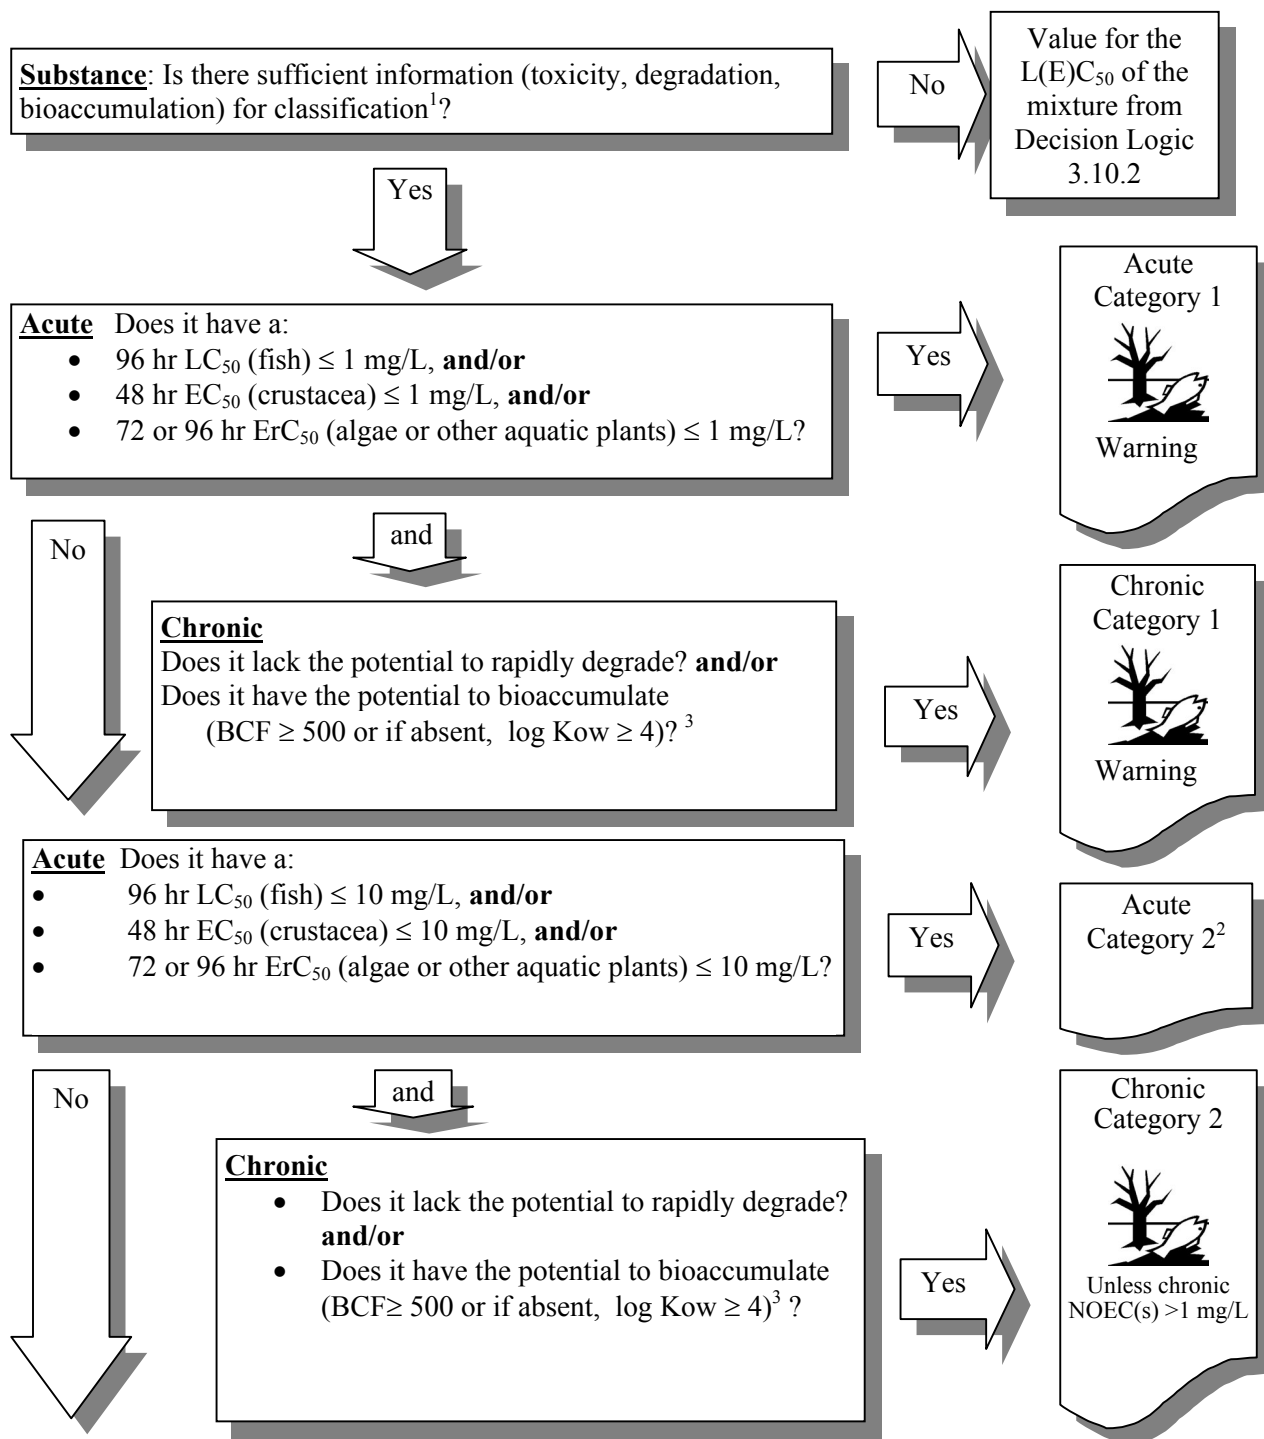 Substance: Is there sufficient information (toxicity, degradation,
bioaccumulation) for classification¹?
No
Value for the
L(E)C₅₀ of the
mixture from
Decision Logic
3.10.2
Yes
Acute Does it have a:
• 96 hr LC₅₀ (fish) ≤ 1 mg/L, and/or
• 48 hr EC₅₀ (crustacea) ≤ 1 mg/L, and/or
• 72 or 96 hr ErC₅₀ (algae or other aquatic plants) ≤ 1 mg/L?
Yes
Acute
Category 1
Warning
No
and
Chronic
Does it lack the potential to rapidly degrade? and/or
Does it have the potential to bioaccumulate
(BCF ≥ 500 or if absent, log Kow ≥ 4)? ³
Yes
Chronic
Category 1
Warning
Acute Does it have a:
• 96 hr LC₅₀ (fish) ≤ 10 mg/L, and/or
• 48 hr EC₅₀ (crustacea) ≤ 10 mg/L, and/or
• 72 or 96 hr ErC₅₀ (algae or other aquatic plants) ≤ 10 mg/L?
Yes
Acute
Category 2²
No
and
Chronic
• Does it lack the potential to rapidly degrade?
and/or
• Does it have the potential to bioaccumulate
(BCF≥ 500 or if absent, log Kow ≥ 4)³ ?
Yes
Chronic
Category 2
Unless chronic
NOEC(s) >1 mg/L